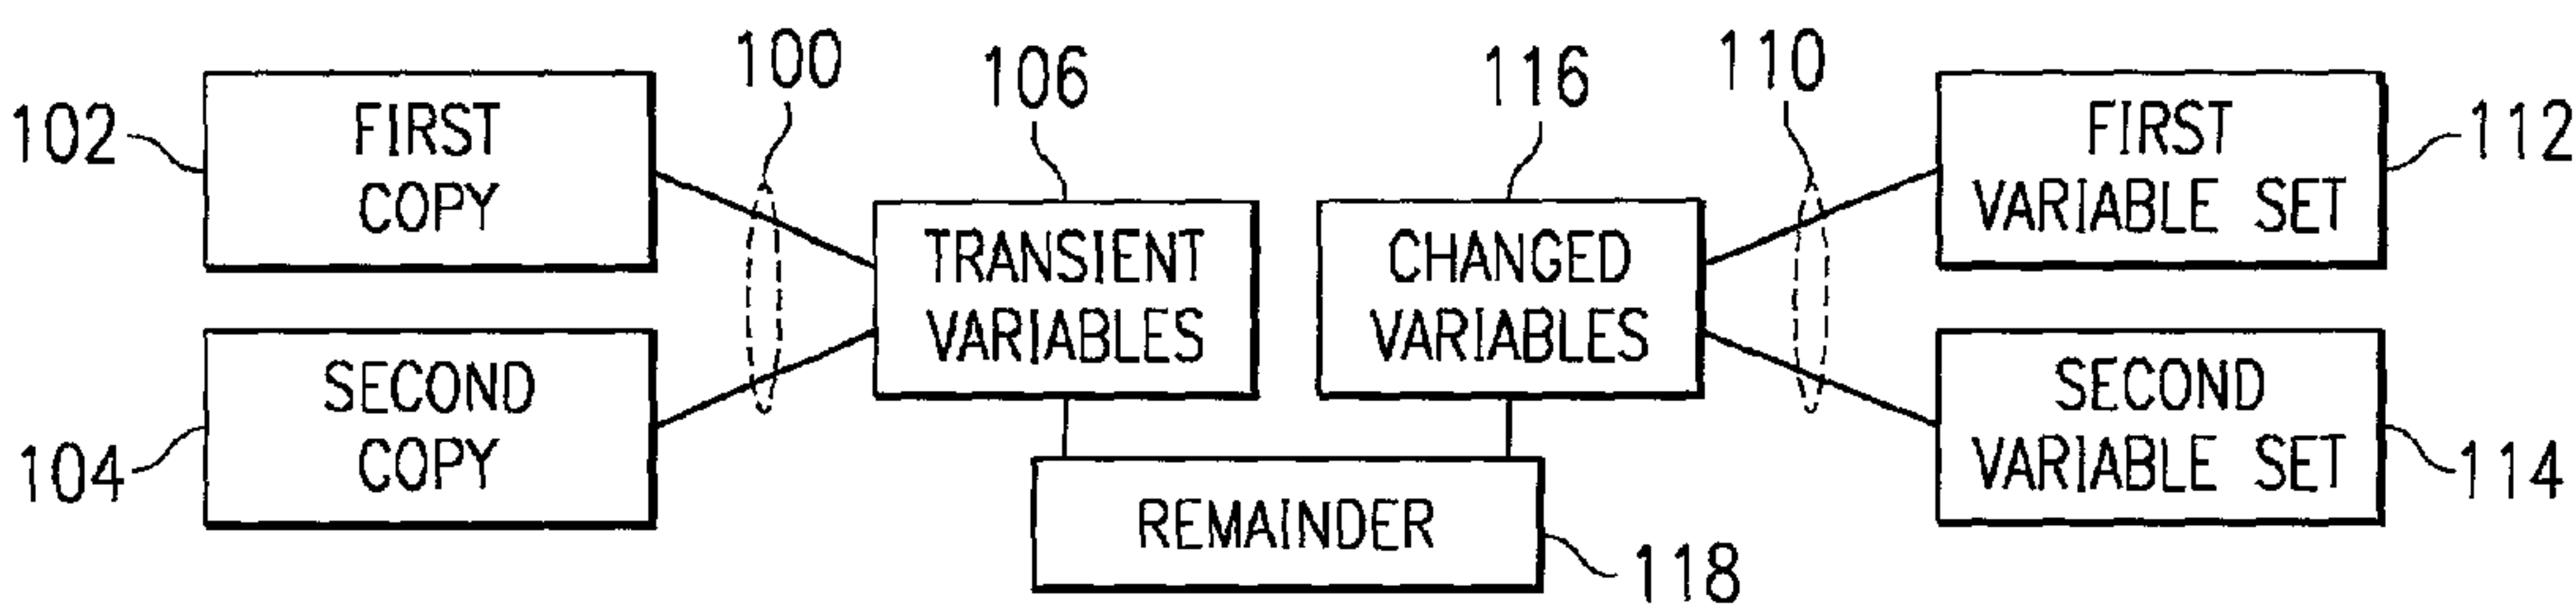 100
106
116
110
102
FIRST
COPY
FIRST
VARIABLE SET
112
TRANSIENT
VARIABLES
CHANGED
VARIABLES
104
SECOND
COPY
SECOND
VARIABLE SET
114
REMAINDER
118